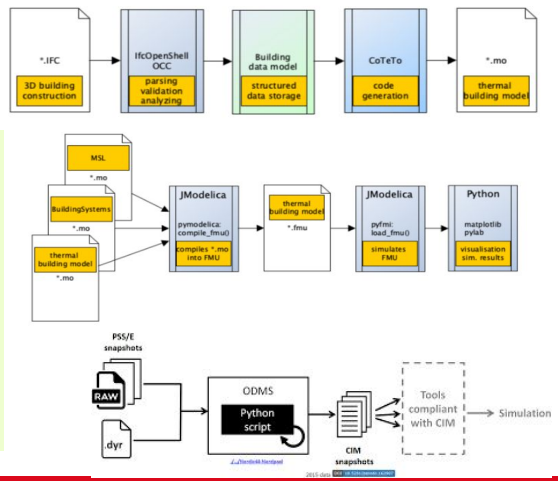 *.IFC
3D building
construction
IfcOpenShell
OCC
parsing
validation
analyzing
Building
data model
structured
data storage
CoTeTo
code
generation
*.mo
thermal
building model
MSL
*.mo
BuildingSystems
*.mo
thermal
building model
*.mo
JModelica
pymodelica:
compile_fmu()
compiles *.mo
into FMU
thermal
building model
*.fmu
JModelica
pyfmi:
load_fmu()
simulates
FMU
Python
matplotlib
pylab
visualisation
sim. results
PSS/E
snapshots
RAW
.dyr
ODMS
Python
script
CIM
snapshots
Tools
compliant
with CIM
Simulation
2015 data